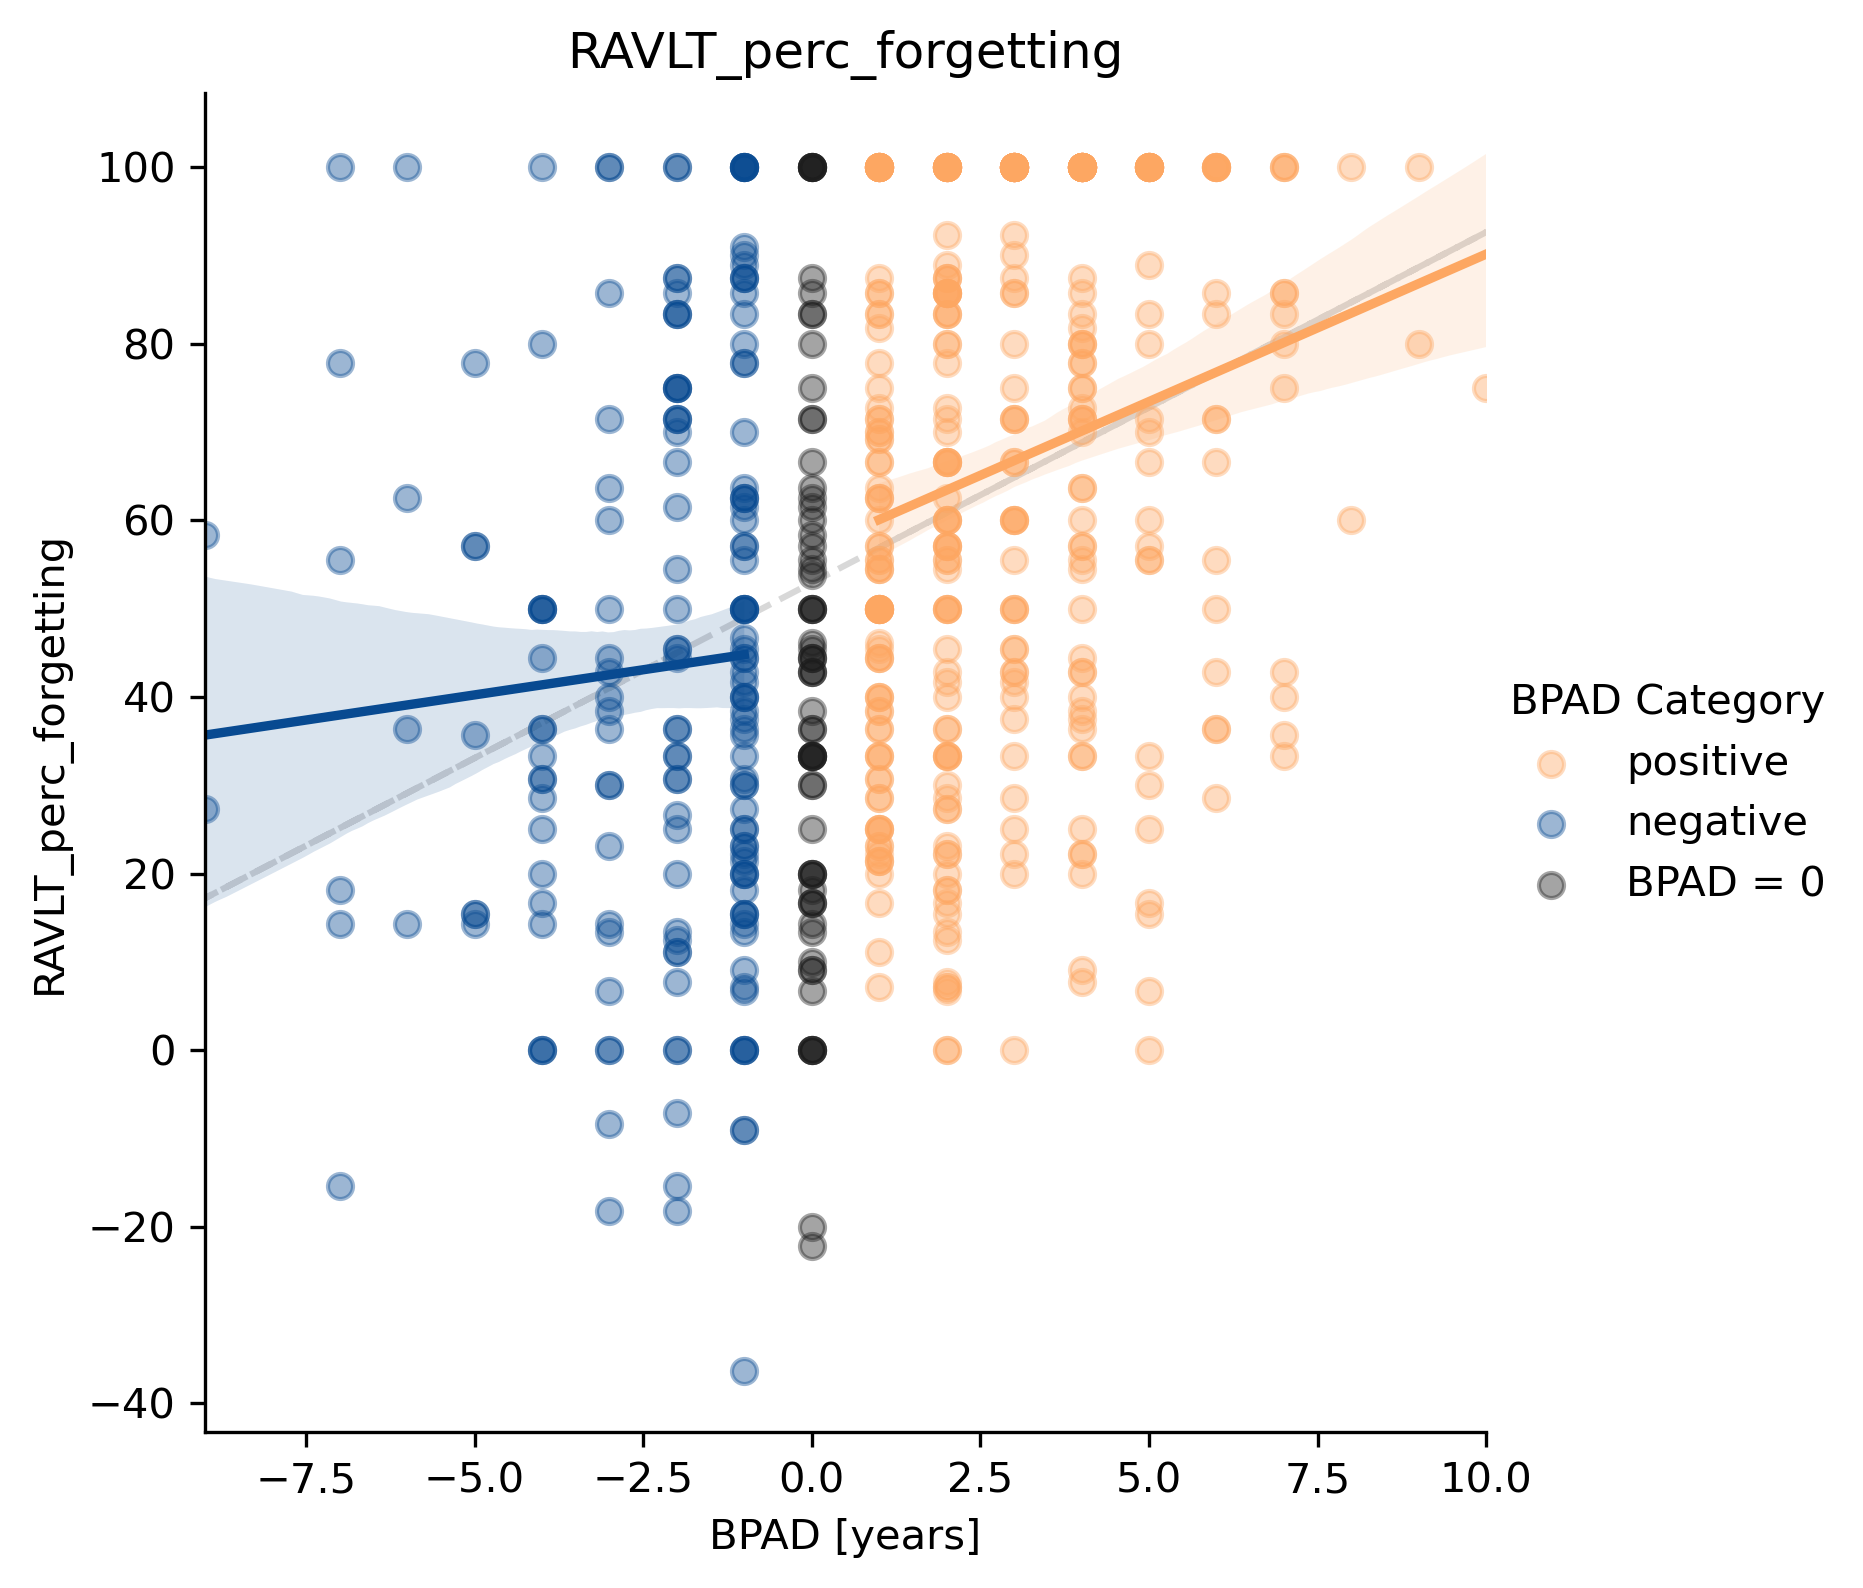 RAVLT_perc_forgetting
100
80
60
40
20
0
−20
−40
RAVLT_perc_forgetting
−7.5 −5.0 −2.5 0.0 2.5 5.0 7.5 10.0
BPAD [years]
BPAD Category
positive
negative
BPAD = 0